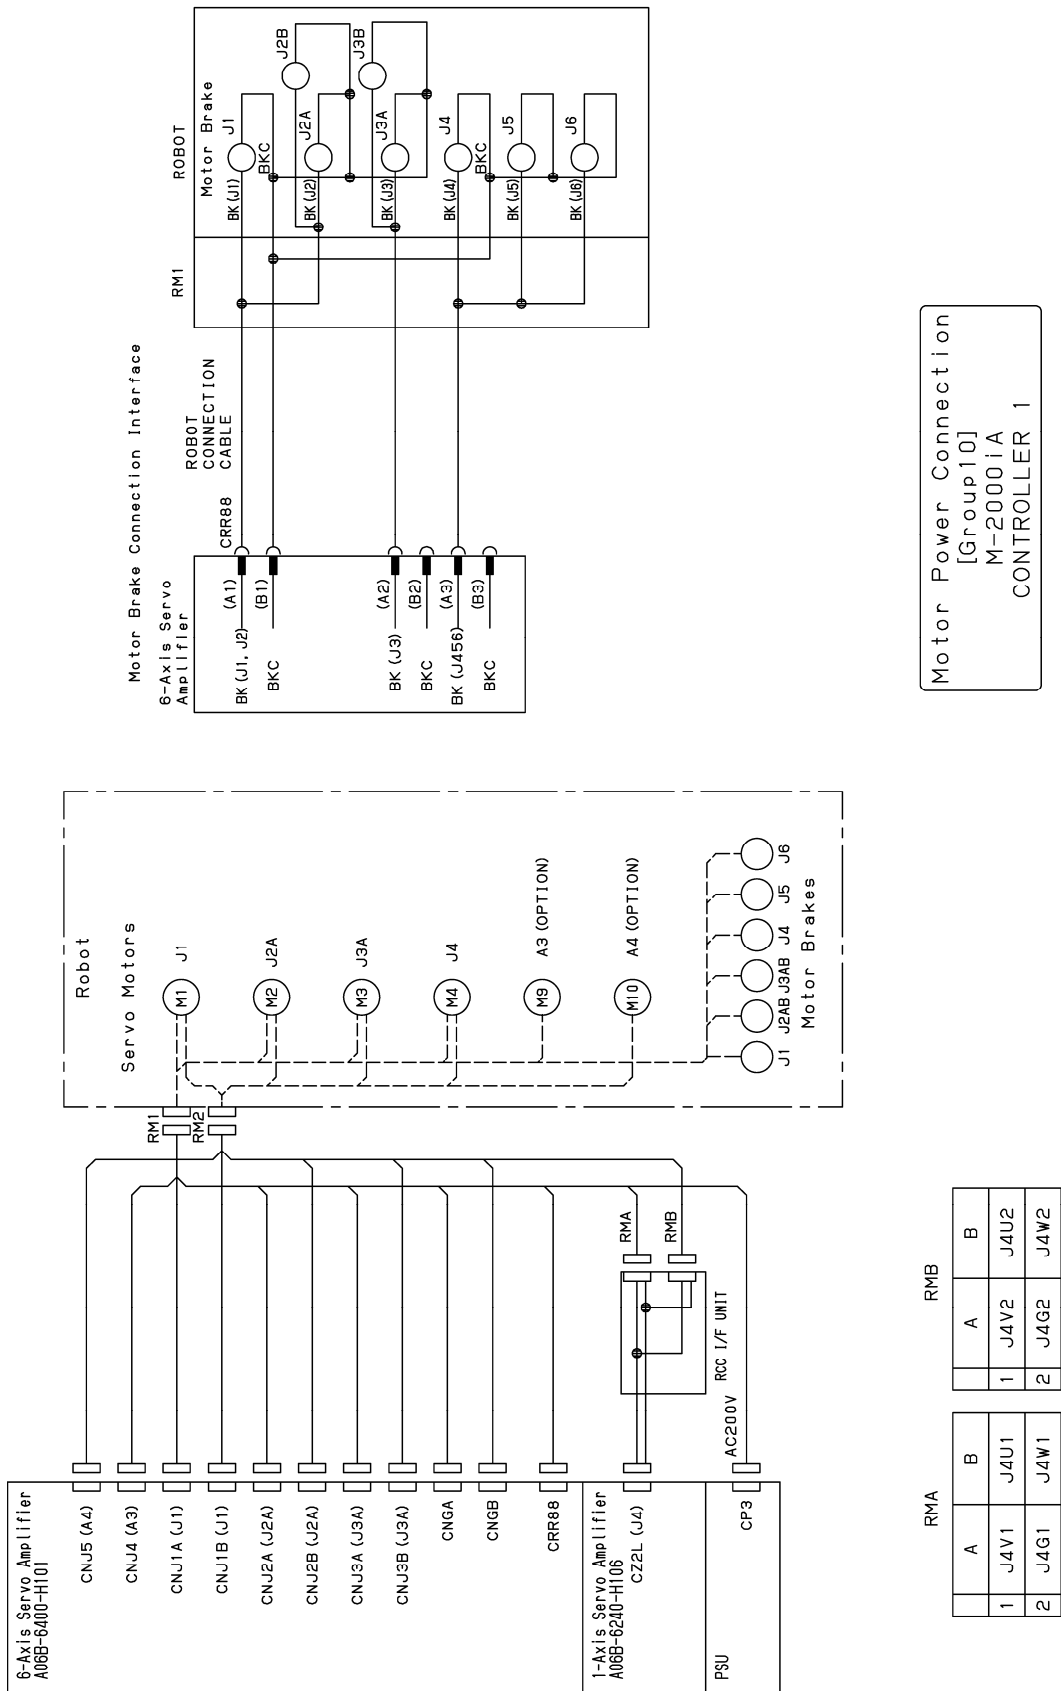 6-Axis Servo Amplifier
A06B-6400-H101
CNJ5 (A4)
CNJ4 (A3)
CNJ1A (J1)
CNJ1B (J1)
CNJ2A (J2A)
CNJ2B (J2A)
CNJ3A (J3A)
CNJ3B (J3A)
CNGA
CNGB
CRR88
1-Axis Servo Amplifier
A06B-6240-H106
CZ2L (J4)
PSU
CP3
AC200V
RCC I/F UNIT
RMA
RMB
RM1
RM2
Robot
Servo Motors
M1
J1
M2
J2A
M3
J3A
M4
J4
M9
A3 (OPTION)
M10
A4 (OPTION)
J1
J2AB
J3AB
J4
J5
J6
Motor Brakes
Motor Brake Connection Interface
6-Axis Servo
Amplifier
CRR88
ROBOT
CONNECTION
CABLE
BK (J1, J2)
(A1)
BKC
(B1)
BK (J3)
(A2)
BKC
(B2)
BK (J456)
(A3)
BKC
(B3)
RM1
ROBOT
Motor Brake
BK (J1)
J1
BKC
J2B
BK (J2)
J2A
J3B
BK (J3)
J3A
BK (J4)
J4
BKC
BK (J5)
J5
BK (J6)
J6
RMA
A B
1 J4V1 J4U1
2 J4G1 J4W1
RMB
A B
1 J4V2 J4U2
2 J4G2 J4W2
Motor Power Connection
[Group10]
M-2000iA
CONTROLLER 1